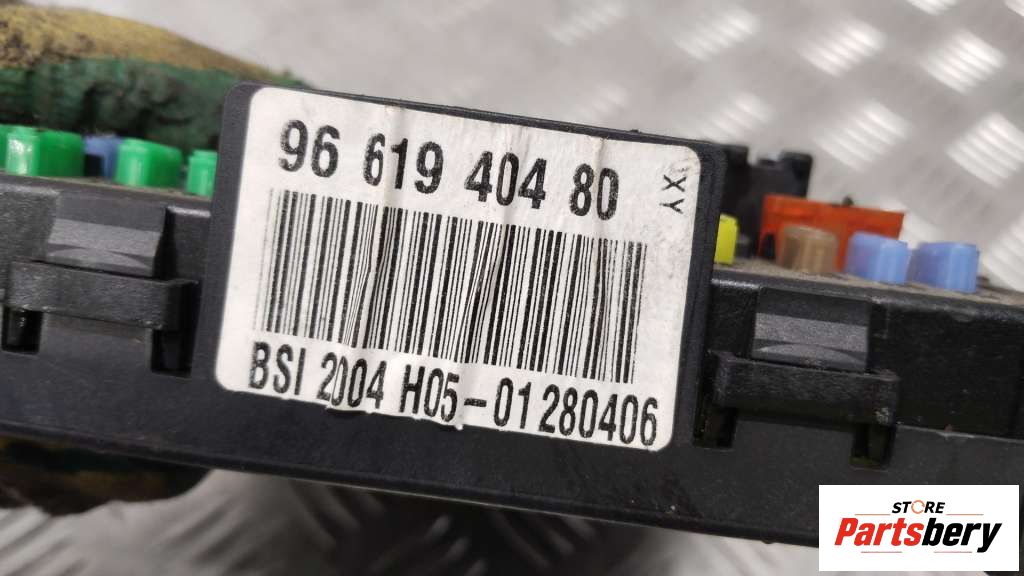 96 619 404 80
XY
BSI 2004 H05-01280406
STORE
Partsbery